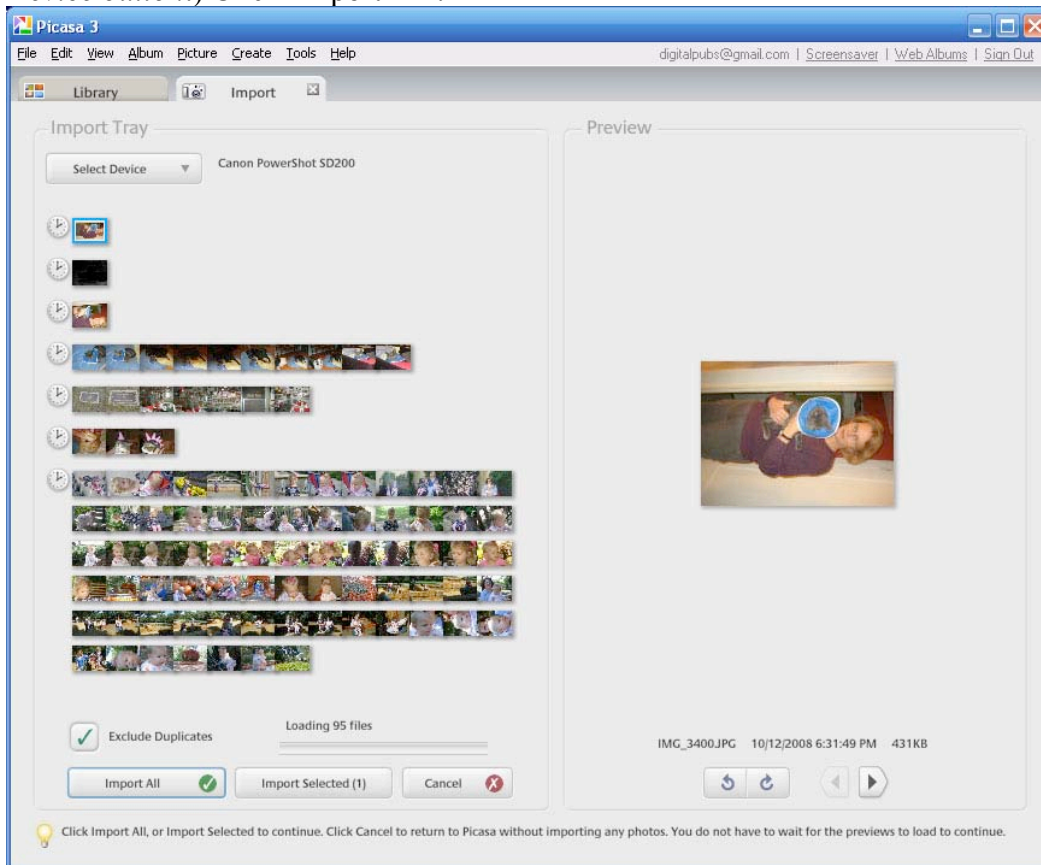 Picasa 3
File Edit View Album Picture Create Tools Help
digitalpubs@gmail.com | Screensaver | Web Albums | Sign Out
Library
Import
Import Tray
Preview
Select Device
Canon PowerShot SD200
Exclude Duplicates
Loading 95 files
IMG_3400.JPG 10/12/2008 6:31:49 PM 431KB
Import All
Import Selected (1)
Cancel
Click Import All, or Import Selected to continue. Click Cancel to return to Picasa without importing any photos. You do not have to wait for the previews to load to continue.